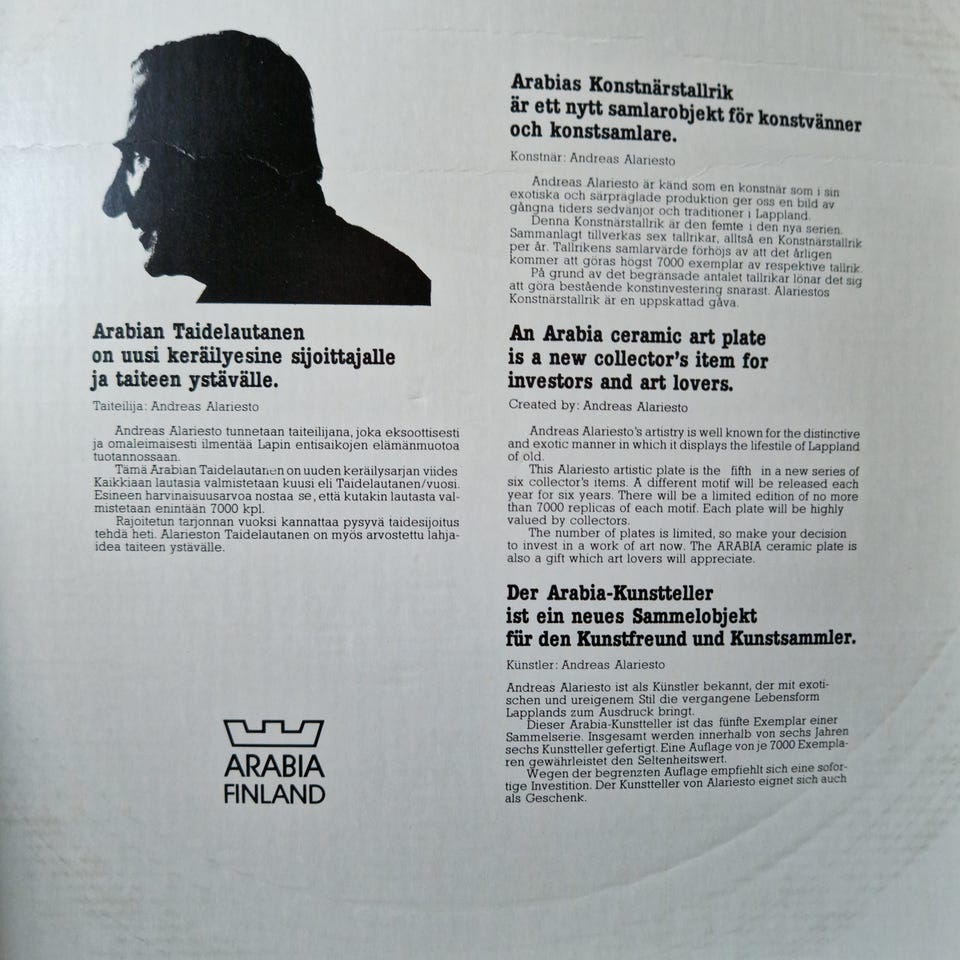 Arabian Taidelautanen
on uusi keräilyesine sijoittajalle
ja taiteen ystävälle.
Taiteilija: Andreas Alariesto
Andreas Alariesto tunnetaan taiteilijana, joka eksoottisesti
ja omaleimaisesti ilmentää Lapin entisaikojen elämänmuotoa
tuotannossaan.
Tämä Arabian Taidelautanen on uuden keräilysarjan viides
Kaikkiaan lautasia valmistetaan kuusi eli Taidelautanen/vuosi.
Esineen harvinaisuusarvoa nostaa se, että kutakin lautasta val-
mistetaan enintään 7000 kpl.
Rajoitetun tarjonnan vuoksi kannattaa pysyvä taidesijoitus
tehdä heti. Alarieston Taidelautanen on myös arvostettu lahja-
idea taiteen ystävälle.
ARABIA
FINLAND
Arabias Konstnärstallrik
är ett nytt samlarobjekt för konstvänner
och konstsamlare.
Konstnär: Andreas Alariesto
Andreas Alariesto är känd som en konstnär som i sin
exotiska och särpräglade produktion ger oss en bild av
gångna tiders sedvänjor och traditioner i Lappland.
Denna Konstnärstallrik är den femte i den nya serien.
Sammanlagt tillverkas sex tallrikar, alltså en Konstnärstallrik
per år. Tallrikens samlarvärde förhöjs av att det årligen
kommer att göras högst 7000 exemplar av respektive tallrik.
På grund av det begränsade antalet tallrikar lönar det sig
att göra bestående konstinvestering snarast. Alariestos
Konstnärstallrik är en uppskattad gåva.
An Arabia ceramic art plate
is a new collector's item for
investors and art lovers.
Created by: Andreas Alariesto
Andreas Alariesto's artistry is well known for the distinctive
and exotic manner in which it displays the lifestile of Lappland
of old.
This Alariesto artistic plate is the fifth in a new series of
six collector's items. A different motif will be released each
year for six years. There will be a limited edition of no more
than 7000 replicas of each motif. Each plate will be highly
valued by collectors.
The number of plates is limited, so make your decision
to invest in a work of art now. The ARABIA ceramic plate is
also a gift which art lovers will appreciate.
Der Arabia-Kunstteller
ist ein neues Sammelobjekt
für den Kunstfreund und Kunstsammler.
Künstler: Andreas Alariesto
Andreas Alariesto ist als Künstler bekannt, der mit exoti-
schen und ureigenem Stil die vergangene Lebensform
Lapplands zum Ausdruck bringt.
Dieser Arabia-Kunstteller ist das fünfte Exemplar einer
Sammelserie. Insgesamt werden innerhalb von sechs Jahren
sechs Kunstteller gefertigt. Eine Auflage von je 7000 Exempla-
ren gewährleistet den Seltenheitswert.
Wegen der begrenzten Auflage empfiehlt sich eine sofor-
tige Investition. Der Kunstteller von Alariesto eignet sich auch
als Geschenk.